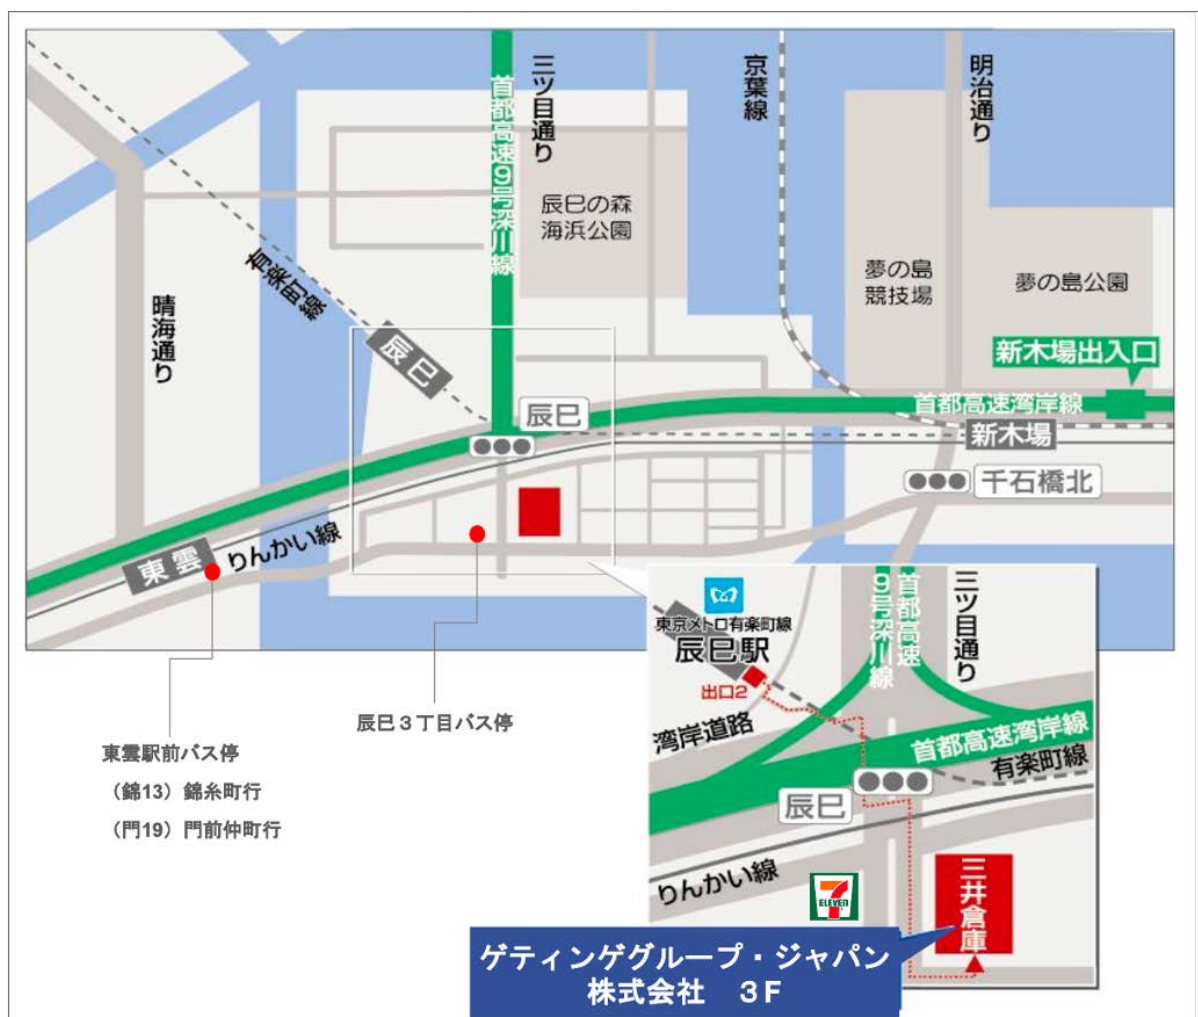 首都高速9号深川線
三ツ目通り
京葉線
明治通り
辰巳の森
海浜公園
有楽町線
晴海通り
夢の島
競技場
夢の島公園
辰巳
新木場出入口
首都高速湾岸線
辰巳
新木場
千石橋北
東雲
りんかい線
東京メトロ有楽町線
辰巳駅
出口2
首都高速
9号深川線
三ツ目通り
湾岸道路
首都高速湾岸線
有楽町線
辰巳
りんかい線
7
ELEVEN
三井倉庫
辰巳3丁目バス停
東雲駅前バス停
(錦13)錦糸町行
(門19)門前仲町行
ゲティンゲグループ・ジャパン
株式会社 3F